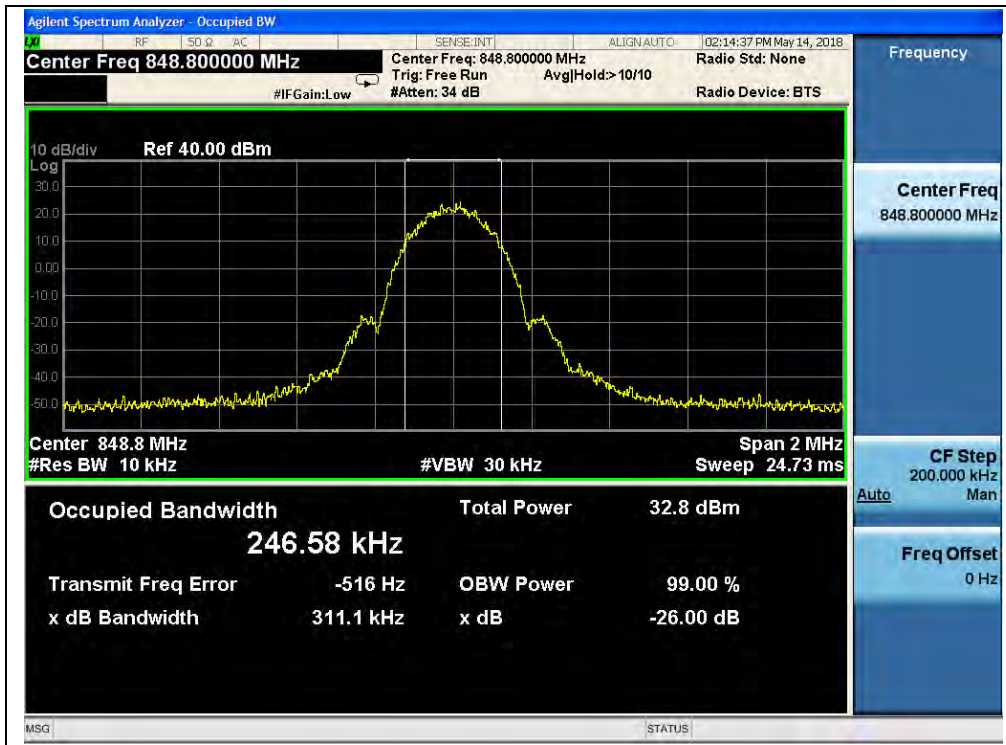 Agilent Spectrum Analyzer - Occupied BW
LXI RF 50 Ω AC SENSE:INT ALIGN AUTO 02:14:37 PM May 14, 2018
Center Freq 848.800000 MHz
Center Freq: 848.800000 MHz
Radio Std: None
Trig: Free Run Avg|Hold:>10/10
#IFGain:Low
#Atten: 34 dB
Radio Device: BTS
10 dB/div Ref 40.00 dBm
Log
30.0
20.0
10.0
0.00
-10.0
-20.0
-30.0
-40.0
-50.0
Center 848.8 MHz Span 2 MHz
#Res BW 10 kHz #VBW 30 kHz Sweep 24.73 ms
Occupied Bandwidth Total Power 32.8 dBm
246.58 kHz
Transmit Freq Error -516 Hz OBW Power 99.00 %
x dB Bandwidth 311.1 kHz x dB -26.00 dB
MSG STATUS
Frequency
Center Freq
848.800000 MHz
CF Step
200.000 kHz
Auto Man
Freq Offset
0 Hz